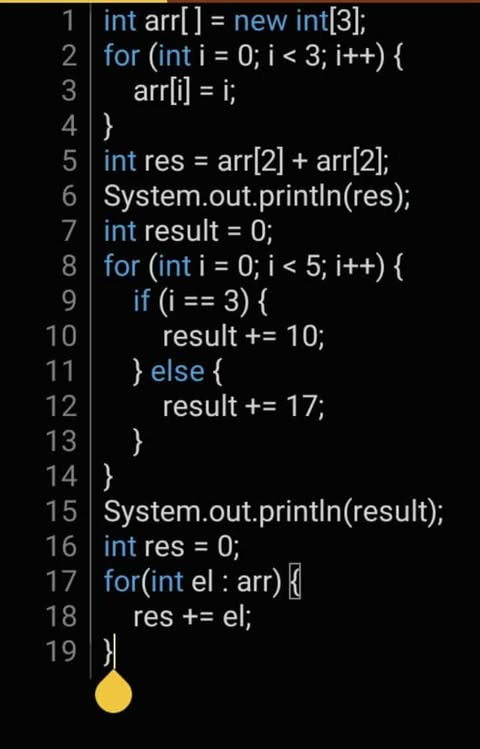 1 int arr[ ] = new int[3];
2 for (int i = 0; i < 3; i++) {
3     arr[i] = i;
4 }
5 int res = arr[2] + arr[2];
6 System.out.println(res);
7 int result = 0;
8 for (int i = 0; i < 5; i++) {
9     if (i == 3) {
10         result += 10;
11     } else {
12         result += 17;
13     }
14 }
15 System.out.println(result);
16 int res = 0;
17 for(int el : arr) {
18     res += el;
19 }